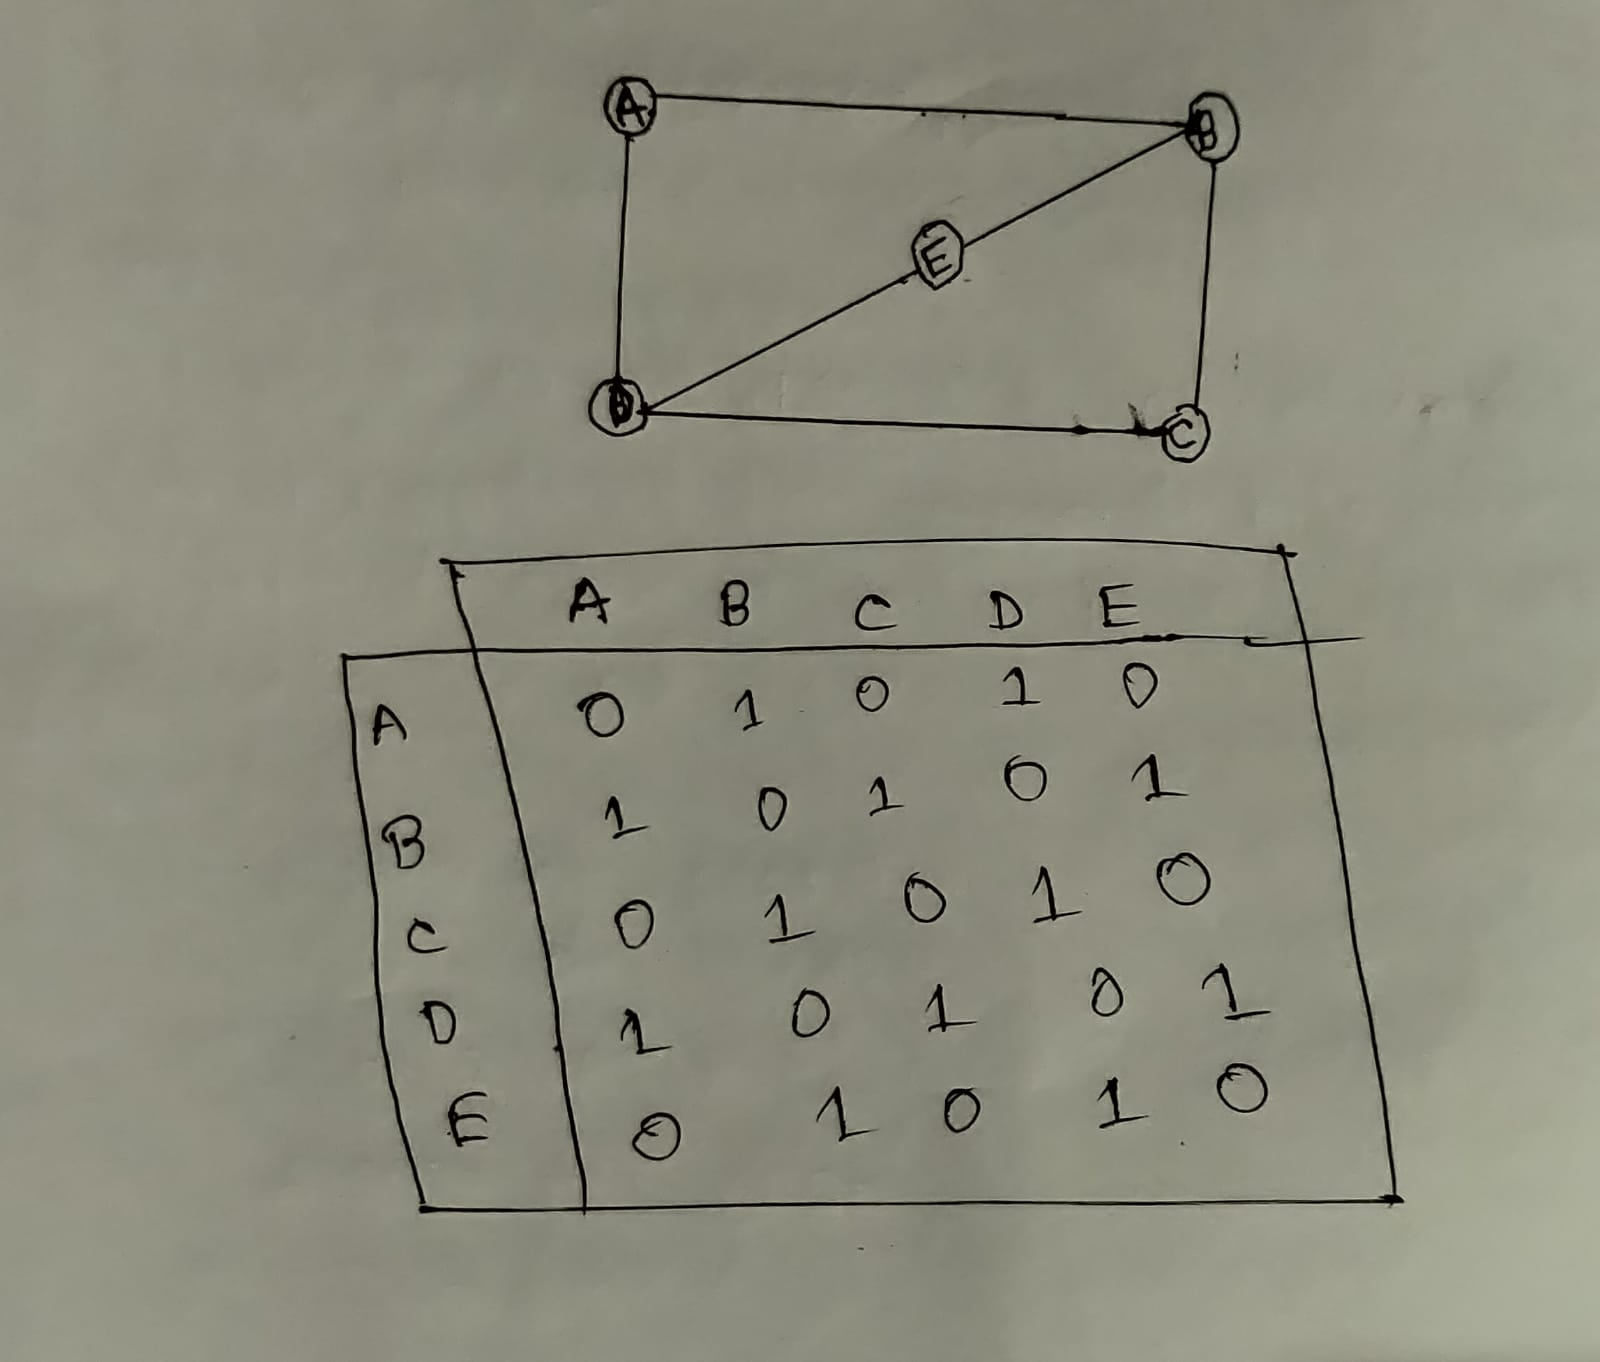 A B
E
D C
A B C D E
A 0 1 0 1 0
B 1 0 1 0 1
C 0 1 0 1 0
D 1 0 1 0 1
E 0 1 0 1 0